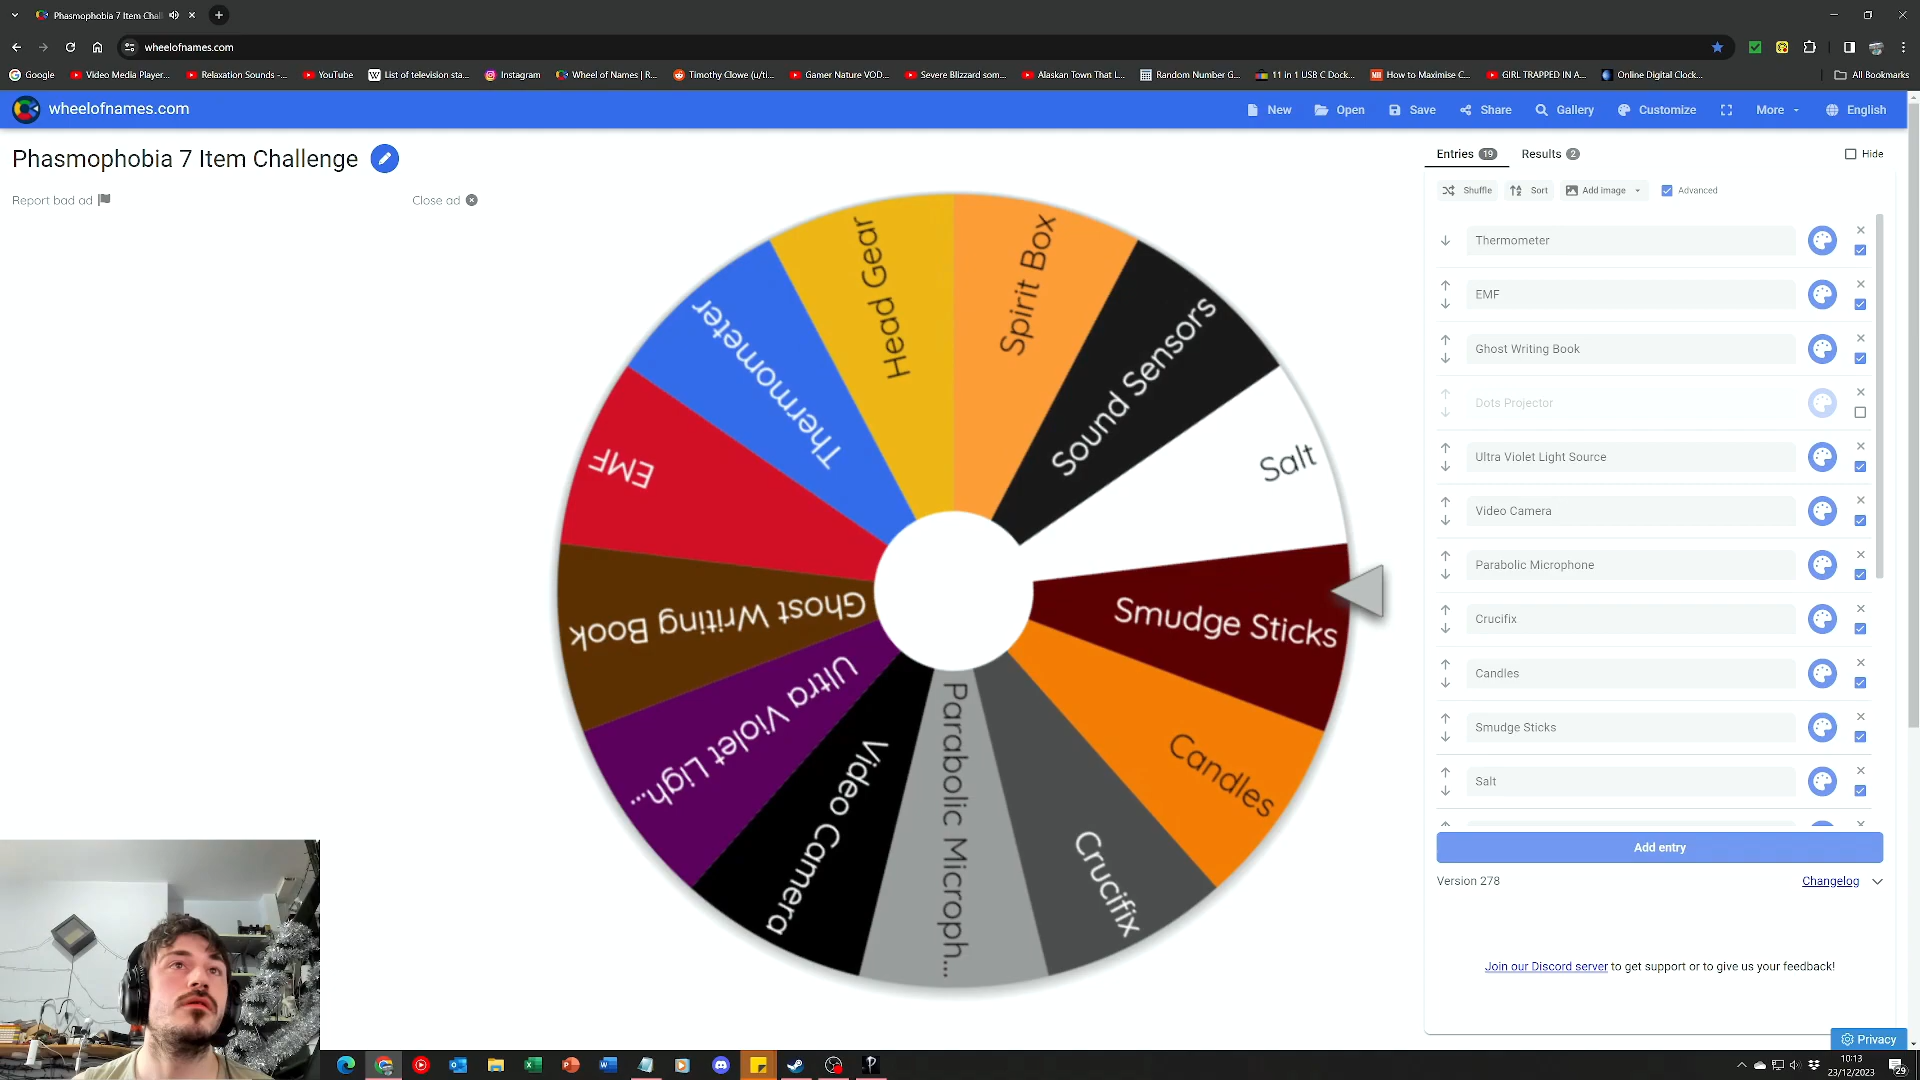 Phasmophobia 7 Item Chall
wheelofnames.com
Google
Video Media Player...
Relaxation Sounds -...
YouTube
List of television sta...
Instagram
Wheel of Names | R...
Timothy Clowe (u/ti...
Gamer Nature VOD...
Severe Blizzard som...
Alaskan Town That L...
Random Number G...
11 in 1 USB C Dock...
How to Maximise C...
GIRL TRAPPED IN A...
Online Digital Clock...
All Bookmarks
wheelofnames.com
New
Open
Save
Share
Gallery
Customize
More
English
Phasmophobia 7 Item Challenge
Report bad ad
Close ad
Head Gear
Spirit Box
Sound Sensors
Salt
Smudge Sticks
Candles
Crucifix
Parabolic Microph...
Video Camera
Ultra Violet Ligh...
Ghost Writing Book
EMF
Thermometer
Entries 19
Results 2
Hide
Shuffle
Sort
Add image
Advanced
Thermometer
EMF
Ghost Writing Book
Dots Projector
Ultra Violet Light Source
Video Camera
Parabolic Microphone
Crucifix
Candles
Smudge Sticks
Salt
Add entry
Version 278
Changelog
Join our Discord server to get support or to give us your feedback!
Privacy
10:13
23/12/2023
29